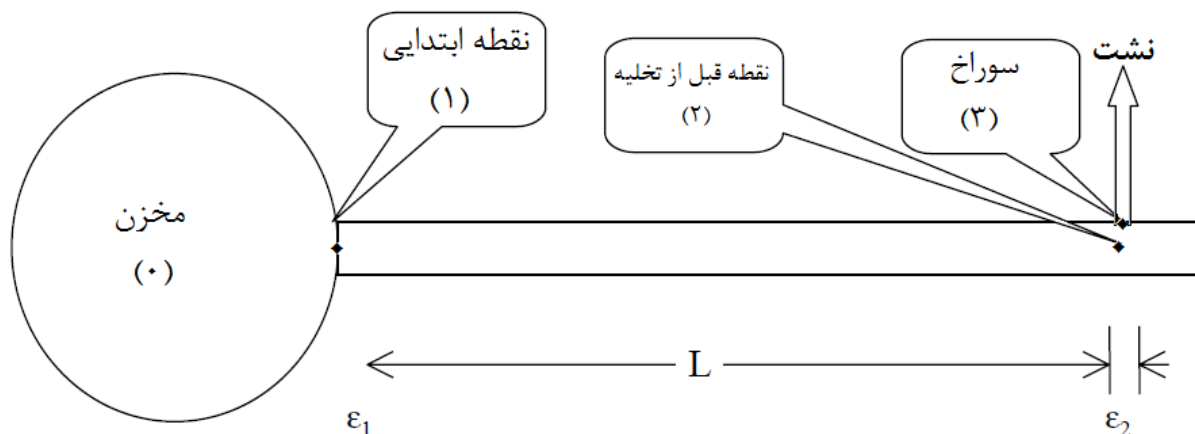 نقطه ابتدایی
(۱)
نقطه قبل از تخلیه
(۲)
سوراخ
(۳)
نشت
مخزن
(۰)
L
ε₁
ε₂